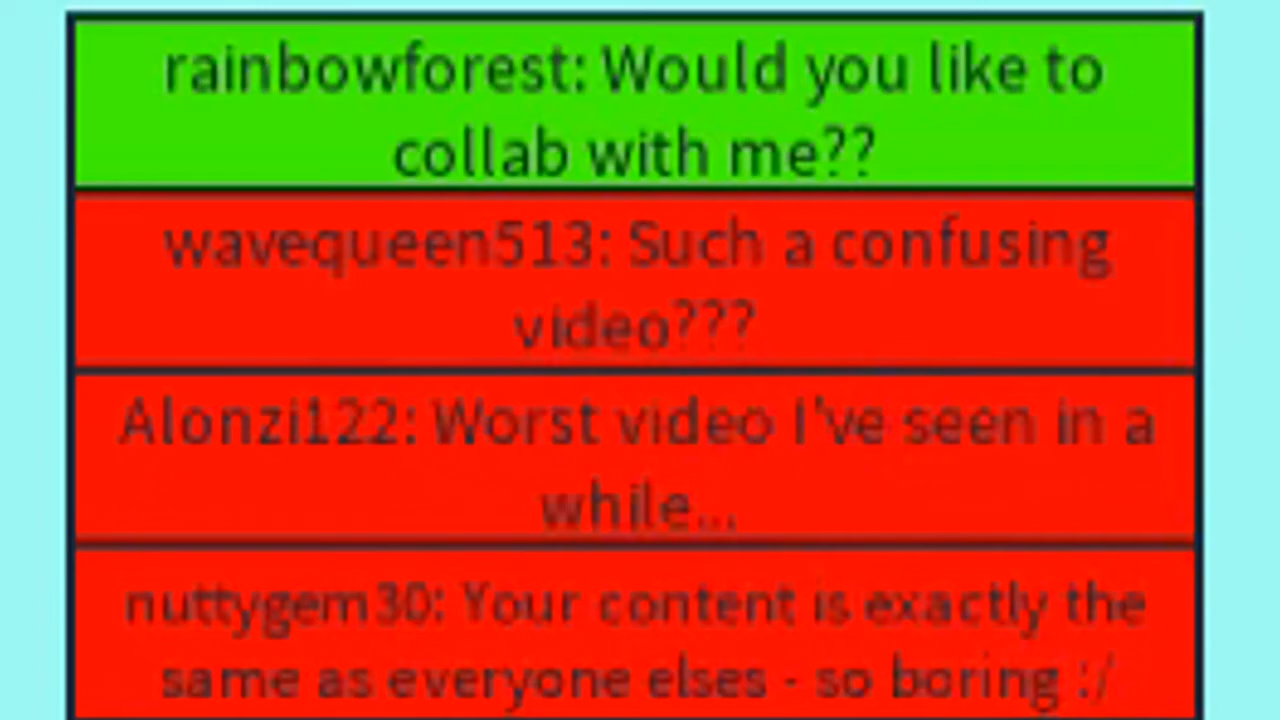 rainbowforest: Would you like to
collab with me??
wavequeen513: Such a confusing
video???
Alonzi122: Worst video I've seen in a
while...
nuttygem30: Your content is exactly the
same as everyone elses - so boring :/